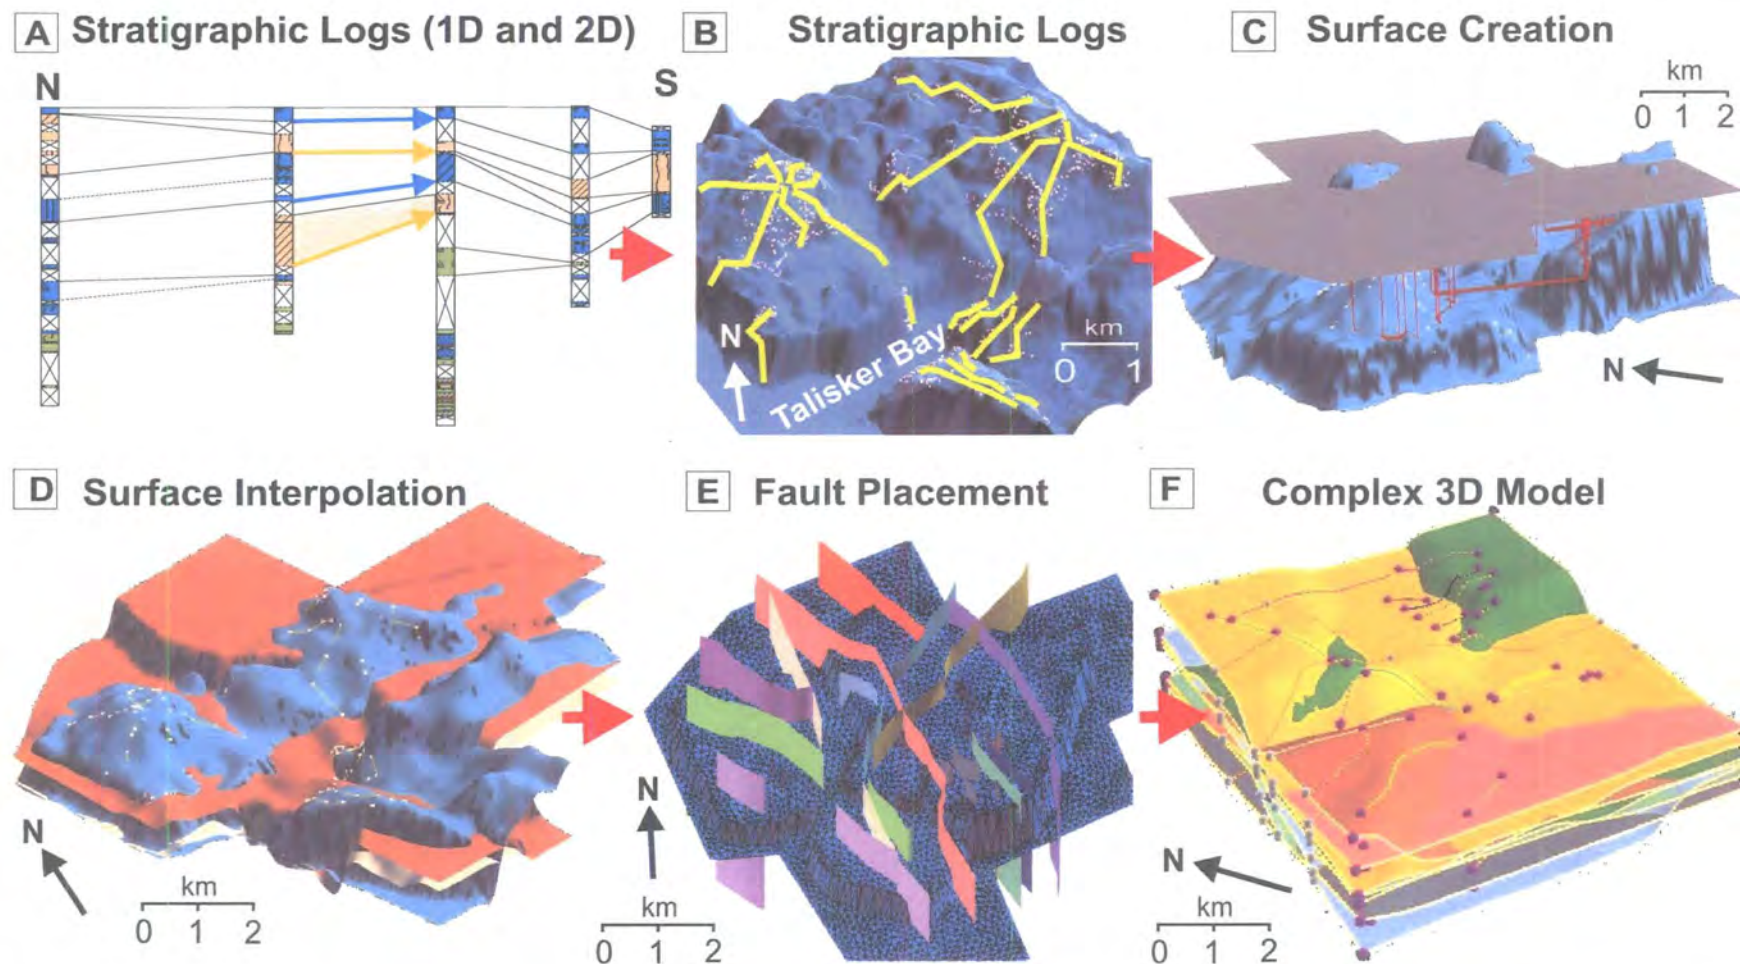 A Stratigraphic Logs (1D and 2D)
N
S
B Stratigraphic Logs
N
Talisker Bay
km
0 1
C Surface Creation
km
0 1 2
N
D Surface Interpolation
N
km
0 1 2
E Fault Placement
N
km
0 1 2
F Complex 3D Model
N
km
0 1 2